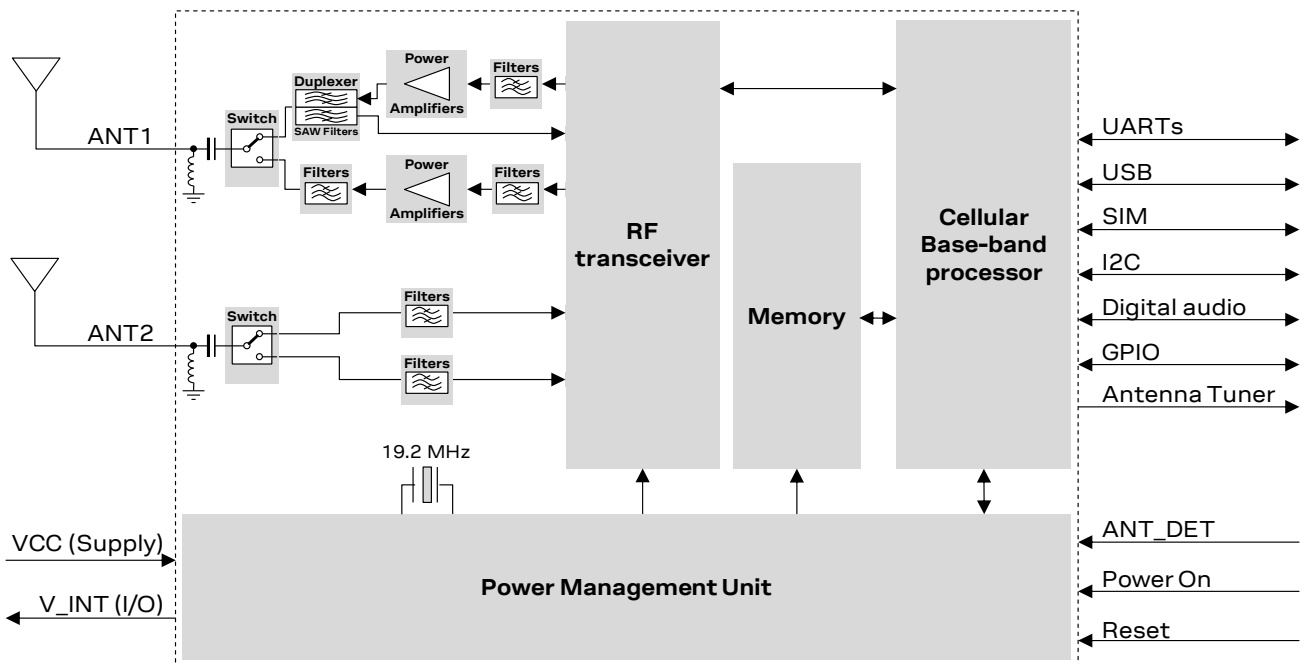 Power
Amplifiers
Filters
Duplexer
SAW Filters
Switch
ANT1
Filters
Power
Amplifiers
Filters
RF
transceiver
Memory
Cellular
Base-band
processor
UARTs
USB
SIM
I2C
Digital audio
GPIO
Antenna Tuner
ANT2
Switch
Filters
Filters
19.2 MHz
VCC (Supply)
V_INT (I/O)
Power Management Unit
ANT_DET
Power On
Reset